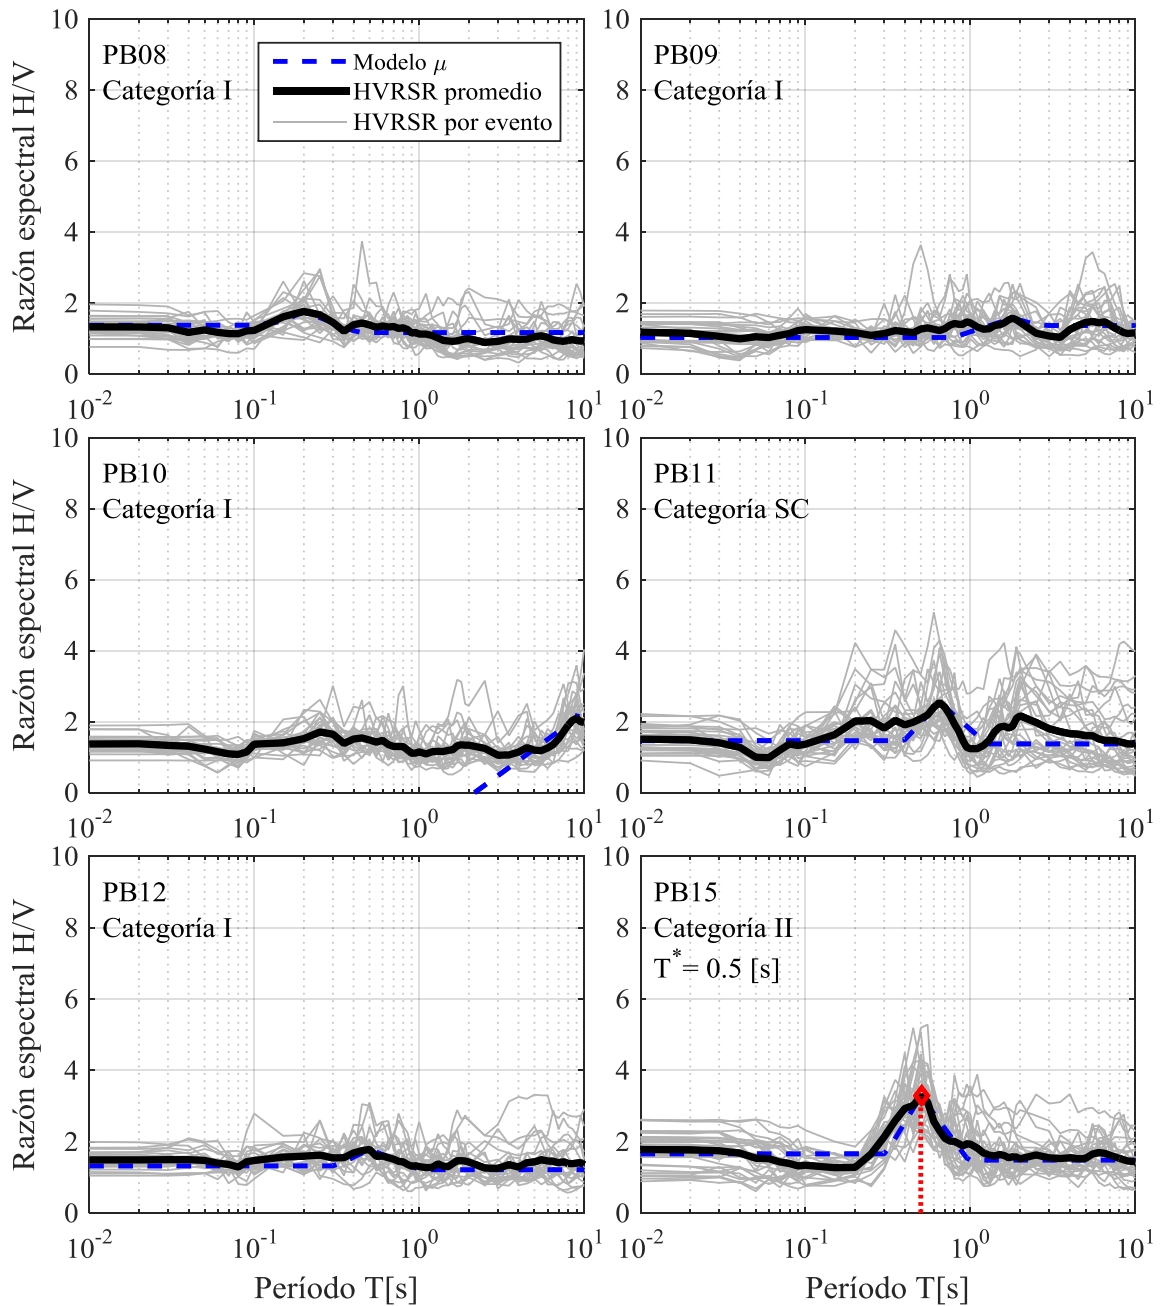 PB08
Categoría I
Modelo μ
HVRSR promedio
HVRSR por evento
Razón espectral H/V
10
8
6
4
2
0
10^-2
10^-1
10^0
10^1
PB09
Categoría I
10
8
6
4
2
0
10^-2
10^-1
10^0
10^1
PB10
Categoría I
Razón espectral H/V
10
8
6
4
2
0
10^-2
10^-1
10^0
10^1
PB11
Categoría SC
10
8
6
4
2
0
10^-2
10^-1
10^0
10^1
PB12
Categoría I
Razón espectral H/V
10
8
6
4
2
0
10^-2
10^-1
10^0
10^1
Período T[s]
PB15
Categoría II
T*= 0.5 [s]
10
8
6
4
2
0
10^-2
10^-1
10^0
10^1
Período T[s]